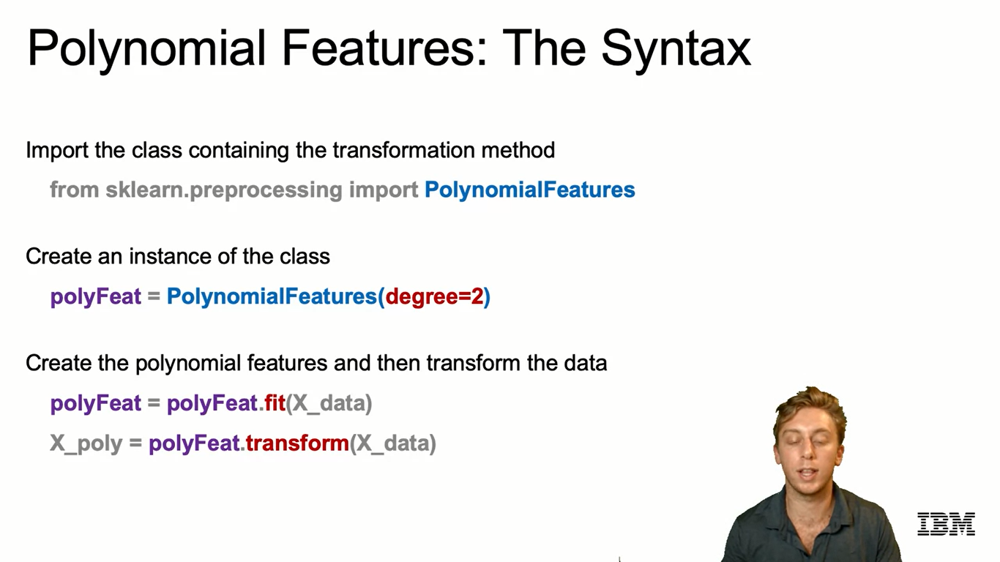 Polynomial Features: The Syntax
Import the class containing the transformation method
from sklearn.preprocessing import PolynomialFeatures
Create an instance of the class
polyFeat = PolynomialFeatures(degree=2)
Create the polynomial features and then transform the data
polyFeat = polyFeat.fit(X_data)
X_poly = polyFeat.transform(X_data)
IBM